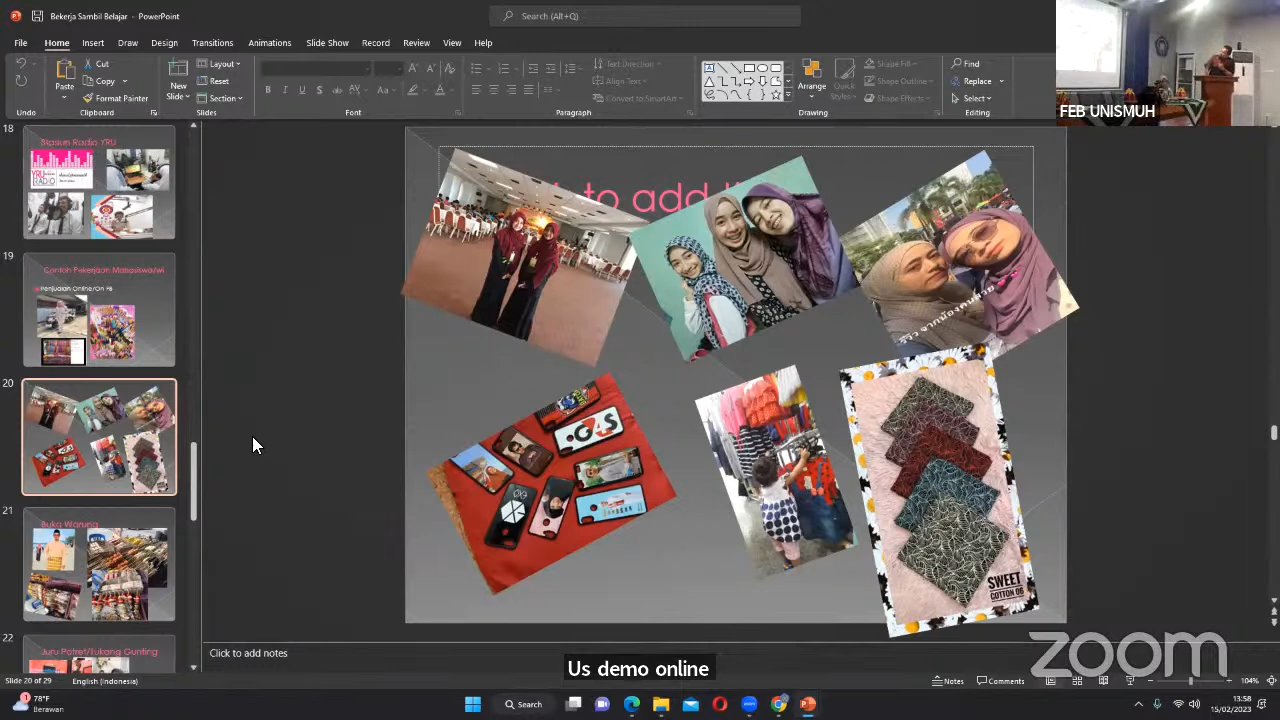 Bekerja Sambil Belajar - PowerPoint
Search (Alt+Q)
File Home Insert Draw Design Transitions Animations Slide Show Record Review View Help
Undo
Paste
Cut
Copy
Format Painter
Clipboard
New Slide
Layout
Reset
Section
Slides
Font
Text Direction
Align Text
Convert to SmartArt
Paragraph
Arrange
Quick Styles
Shape Fill
Shape Outline
Shape Effects
Drawing
Find
Replace
Select
Editing
FEB UNISMUH
18
Stasiun Radio YRU
YRU
RADIO
19
Contoh Pekerjaan Mahasiswa/wi
Penjualan Online/On FB
20
21
Buka Warung
22
Juru Potret/Tukang Gunting
to add
G4S
EXO
SWEET
COTTON 08
Click to add notes
Us demo online
zoom
Slide 20 of 29 English (Indonesia)
Notes Comments 104%
78°F
Berawan
Search
13:58
15/02/2023